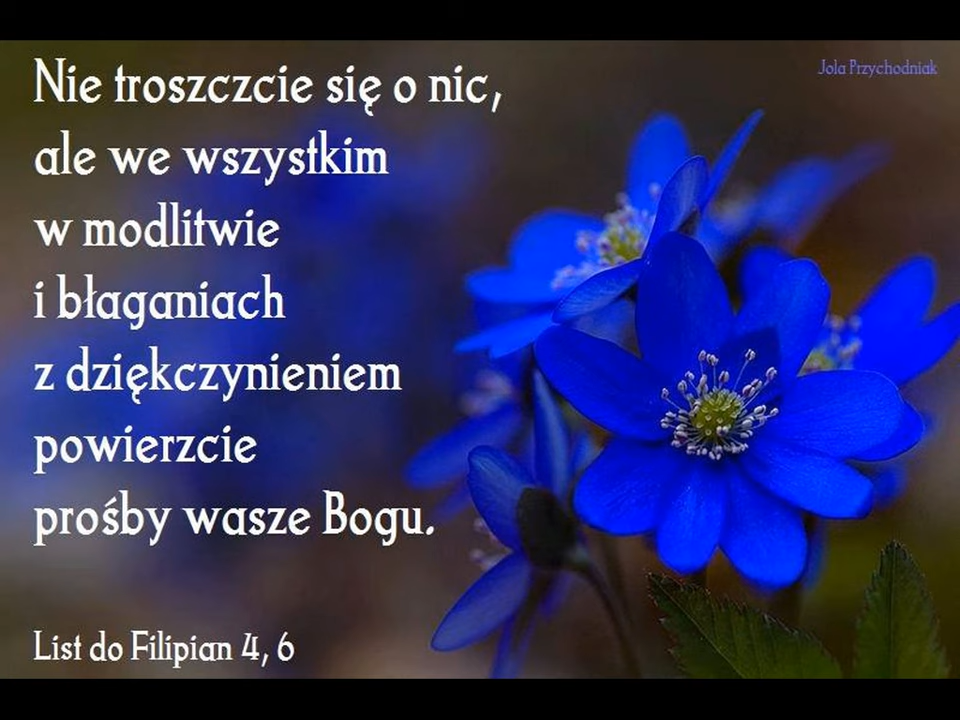 Nie troszczcie się o nic,
ale we wszystkim
w modlitwie
i błaganiach
z dziękczynieniem
powierzcie
prośby wasze Bogu.
List do Filipian 4, 6
Jola Przychodniak